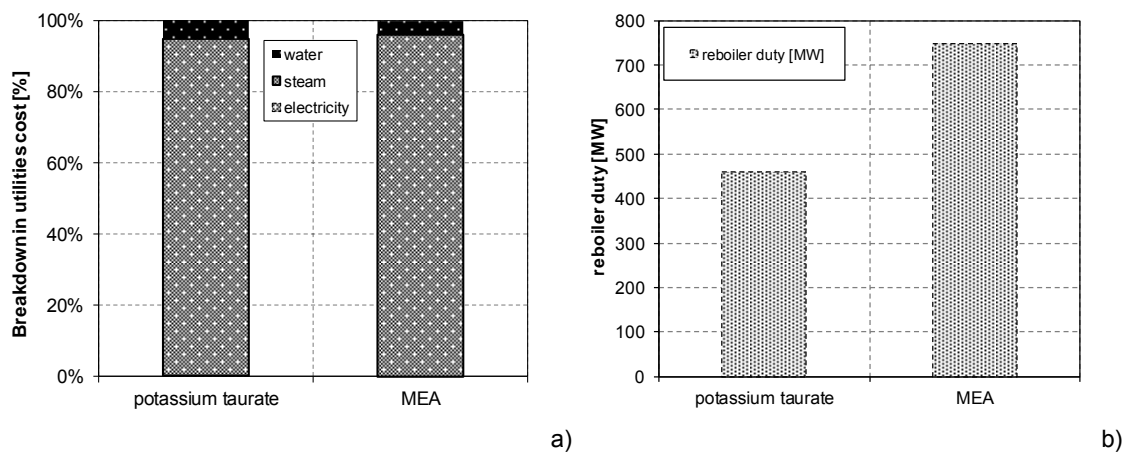 Breakdown in utilities cost [%]
100%
80%
60%
40%
20%
0%
water
steam
electricity
potassium taurate
MEA
a)
reboiler duty [MW]
800
700
600
500
400
300
200
100
0
reboiler duty [MW]
potassium taurate
MEA
b)